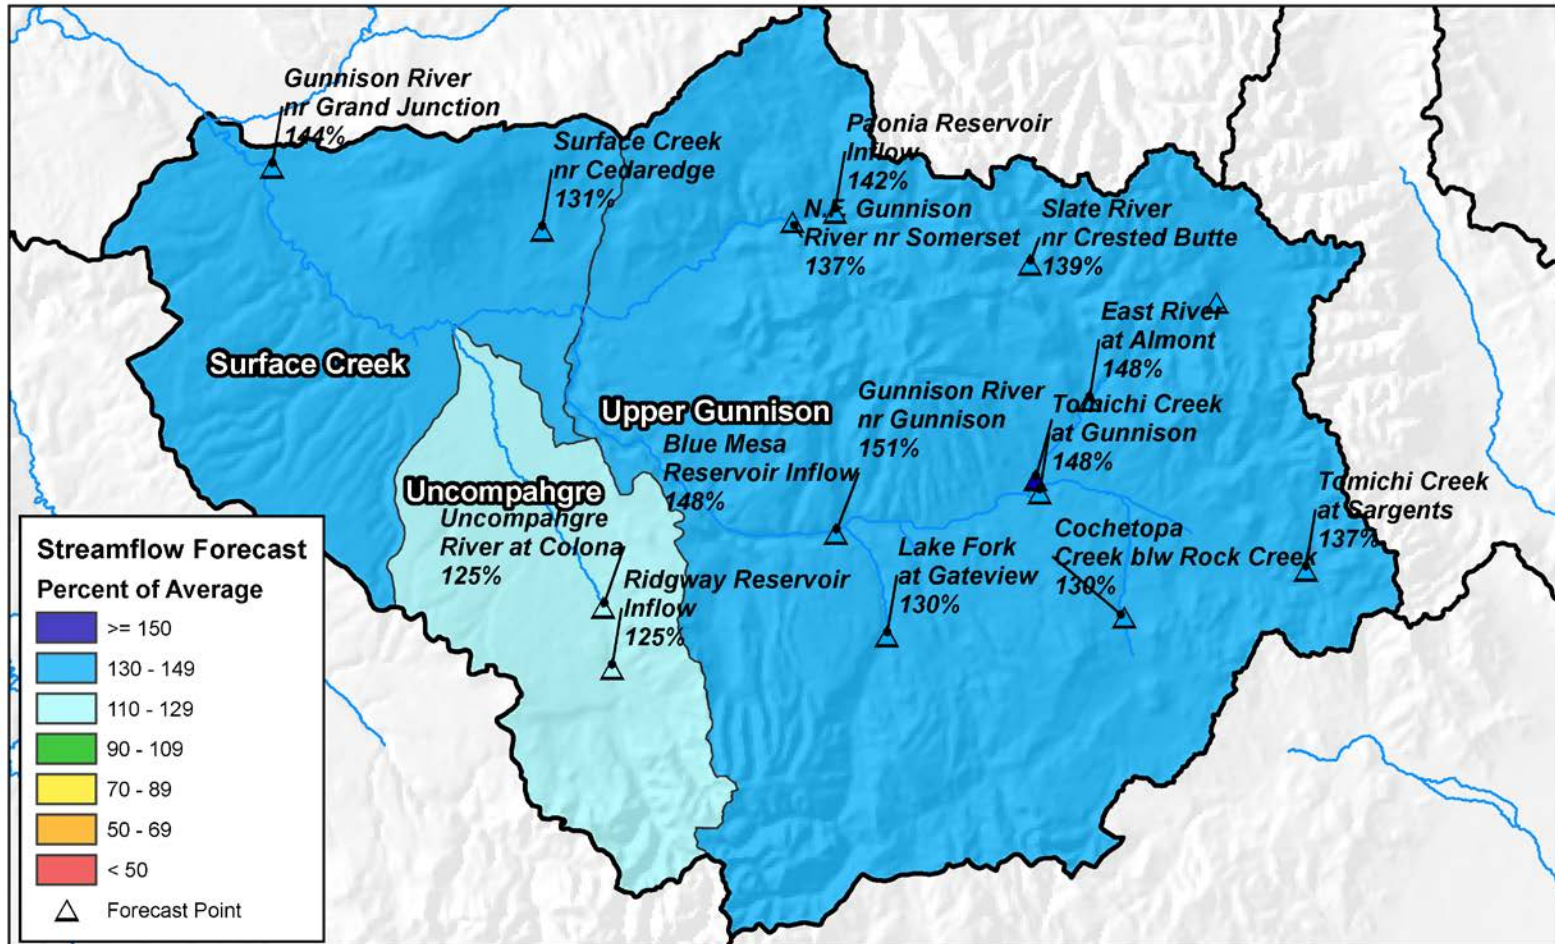 Gunnison River
nr Grand Junction
144%
Surface Creek
nr Cedaredge
131%
Paonia Reservoir
Inflow
142%
N.F. Gunnison
River nr Somerset
137%
Slate River
nr Crested Butte
139%
East River
at Almont
148%
Surface Creek
Upper Gunnison
Gunnison River
nr Gunnison
151%
Tomichi Creek
at Gunnison
148%
Blue Mesa
Reservoir Inflow
148%
Uncompahgre
Uncompahgre
River at Colona
125%
Ridgway Reservoir
Inflow
125%
Lake Fork
at Gateview
130%
Cochetopa
Creek blw Rock Creek
130%
Tomichi Creek
at Sargents
137%
Streamflow Forecast
Percent of Average
>= 150
130 - 149
110 - 129
90 - 109
70 - 89
50 - 69
< 50
Forecast Point